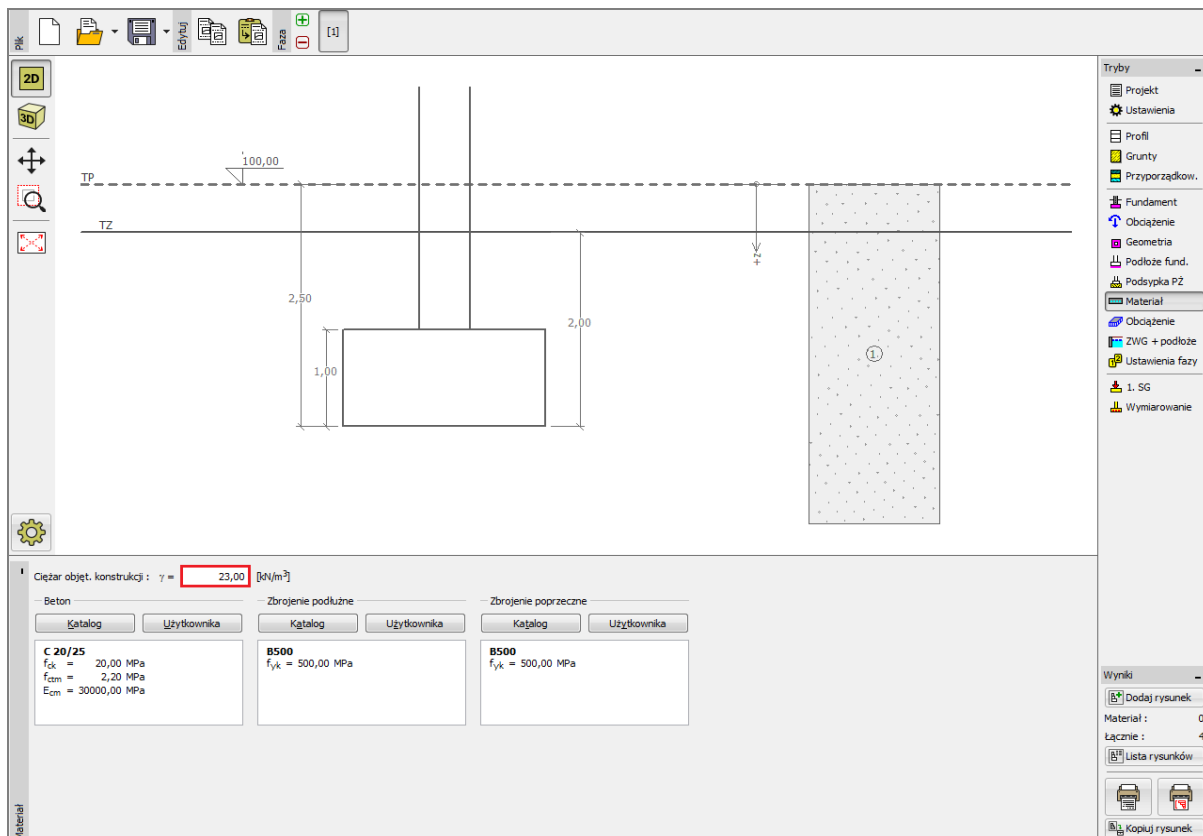 Plik
Edytuj
Faza
[1]
2D
3D
100,00
TP
TZ
+z
2,50
2,00
1,00
1.
Tryby
Projekt
Ustawienia
Profil
Grunty
Przyporządkow.
Fundament
Obciążenie
Geometria
Podłoże fund.
Podsypka PŻ
Materiał
Obciążenie
ZWG + podłoże
Ustawienia fazy
1. SG
Wymiarowanie
Ciężar objęt. konstrukcji : γ = 23,00 [kN/m³]
Beton
Katalog Użytkownika
C 20/25
fck = 20,00 MPa
fctm = 2,20 MPa
Ecm = 30000,00 MPa
Zbrojenie podłużne
Katalog Użytkownika
B500
fyk = 500,00 MPa
Zbrojenie poprzeczne
Katalog Użytkownika
B500
fyk = 500,00 MPa
Materiał
Wyniki
Dodaj rysunek
Materiał : 0
Łącznie : 4
Lista rysunków
Kopiuj rysunek